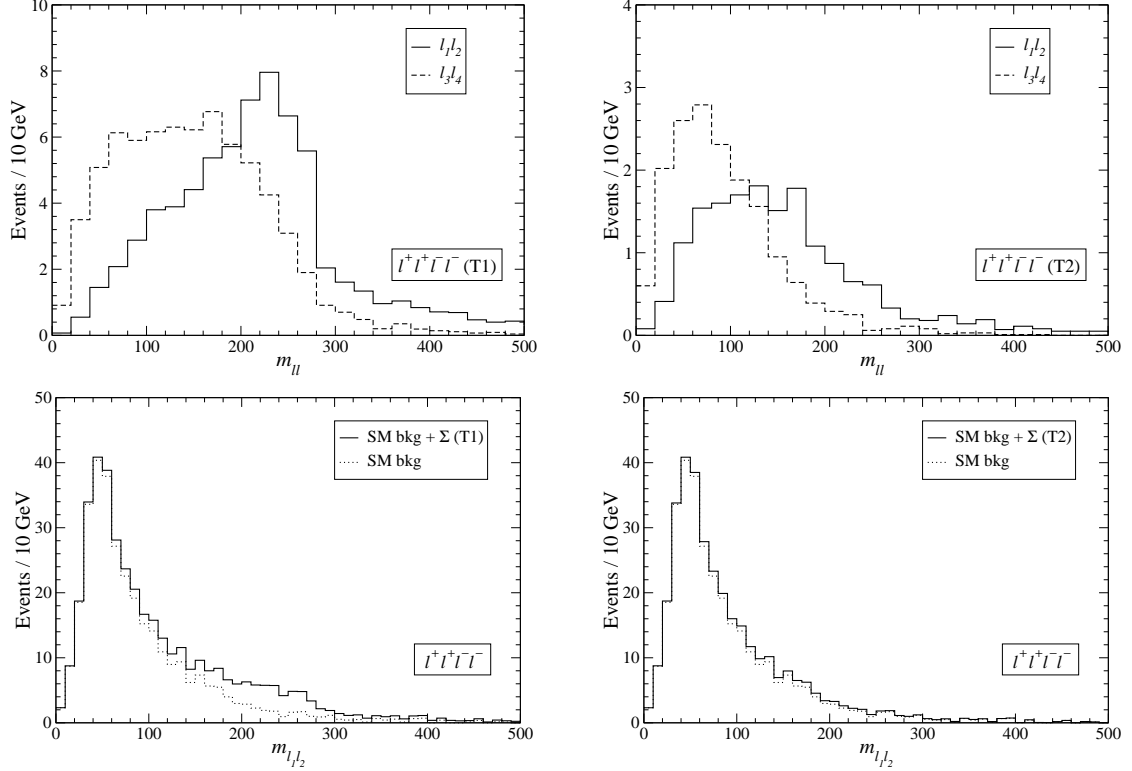 10
8
6
4
2
0
0 100 200 300 400 500
Events / 10 GeV
m_ll
l₁l₂
l₃l₄
l⁺l⁺l⁻l⁻ (T1)
4
3
2
1
0
0 100 200 300 400 500
Events / 10 GeV
m_ll
l₁l₂
l₃l₄
l⁺l⁺l⁻l⁻ (T2)
50
40
30
20
10
0
0 100 200 300 400 500
Events / 10 GeV
m_l₁l₂
SM bkg + Σ (T1)
SM bkg
l⁺l⁺l⁻l⁻
50
40
30
20
10
0
0 100 200 300 400 500
Events / 10 GeV
m_l₁l₂
SM bkg + Σ (T2)
SM bkg
l⁺l⁺l⁻l⁻